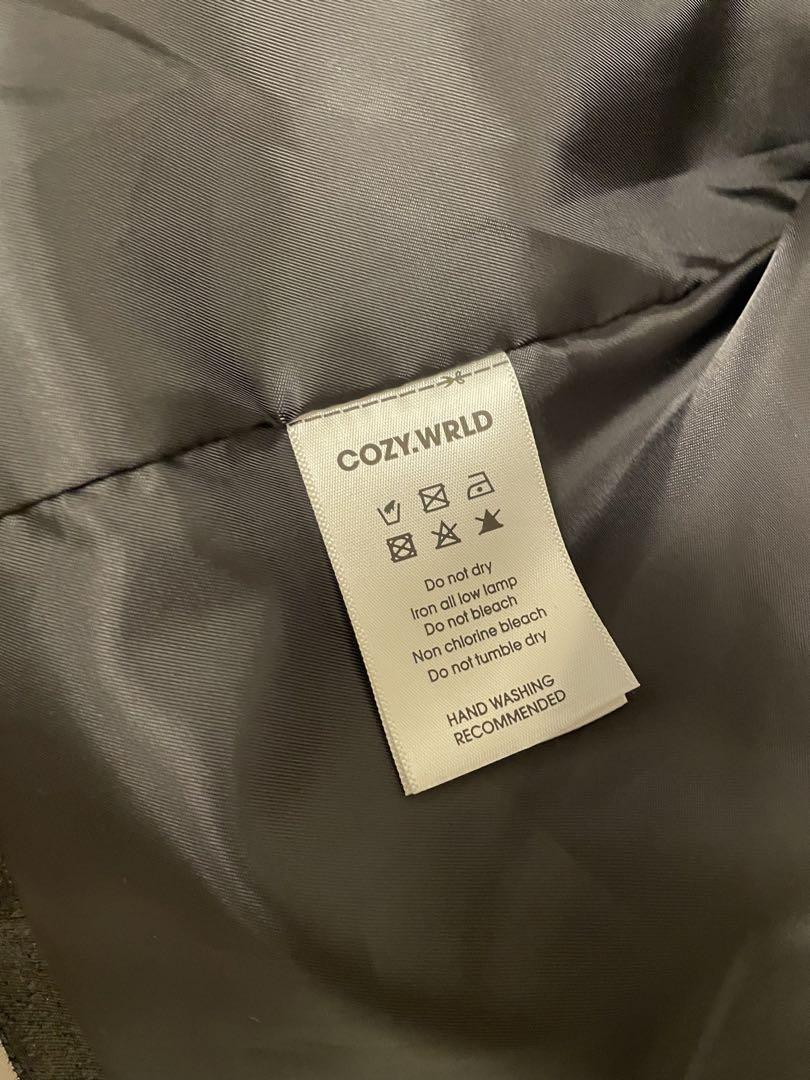 COZY.WRLD
Do not dry
Iron all low lamp
Do not bleach
Non chlorine bleach
Do not tumble dry
HAND WASHING
RECOMMENDED